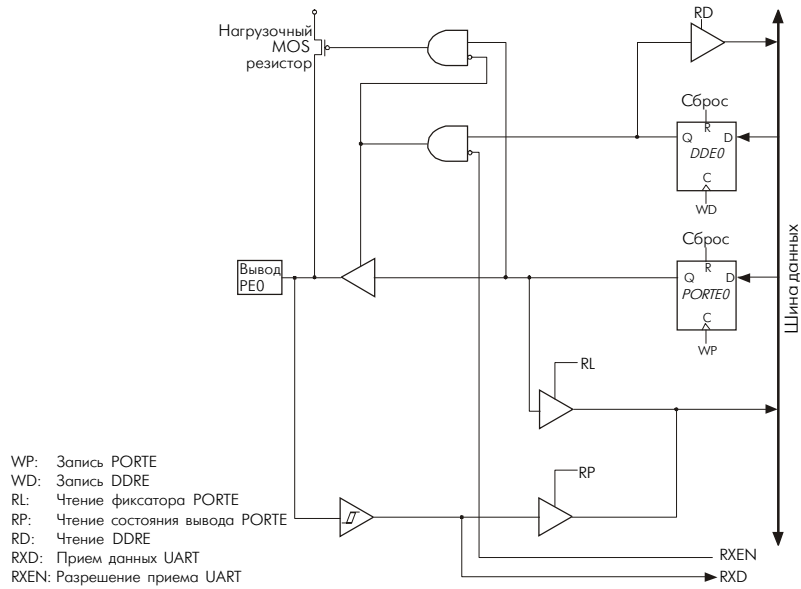 RD
Нагрузочный
MOS
резистор
Сброс
R
Q
D
DDE0
C
WD
Шина данных
Сброс
R
Q
D
PORTE0
C
WP
Вывод
PE0
RL
RP
WP: Запись PORTE
WD: Запись DDRE
RL: Чтение фиксатора PORTE
RP: Чтение состояния вывода PORTE
RD: Чтение DDRE
RXD: Прием данных UART
RXEN: Разрешение приема UART
RXEN
RXD